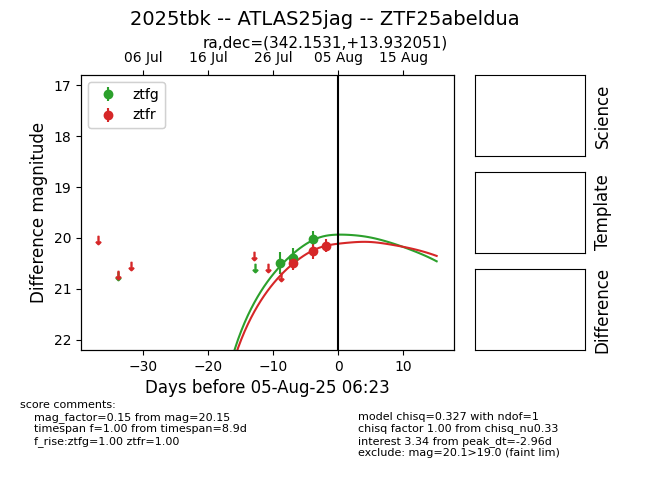 2025tbk -- ATLAS25jag -- ZTF25abeldua
ra,dec=(342.1531,+13.932051)
06 Jul 16 Jul 26 Jul 05 Aug 15 Aug
ztfg
ztfr
17
18
19
20
21
22
Difference magnitude
−30 −20 −10 0 10
Days before 05-Aug-25 06:23
Science
Template
Difference
score comments:
mag_factor=0.15 from mag=20.15
timespan f=1.00 from timespan=8.9d
f_rise:ztfg=1.00 ztfr=1.00
model chisq=0.327 with ndof=1
chisq factor 1.00 from chisq_nu0.33
interest 3.34 from peak_dt=-2.96d
exclude: mag=20.1>19.0 (faint lim)